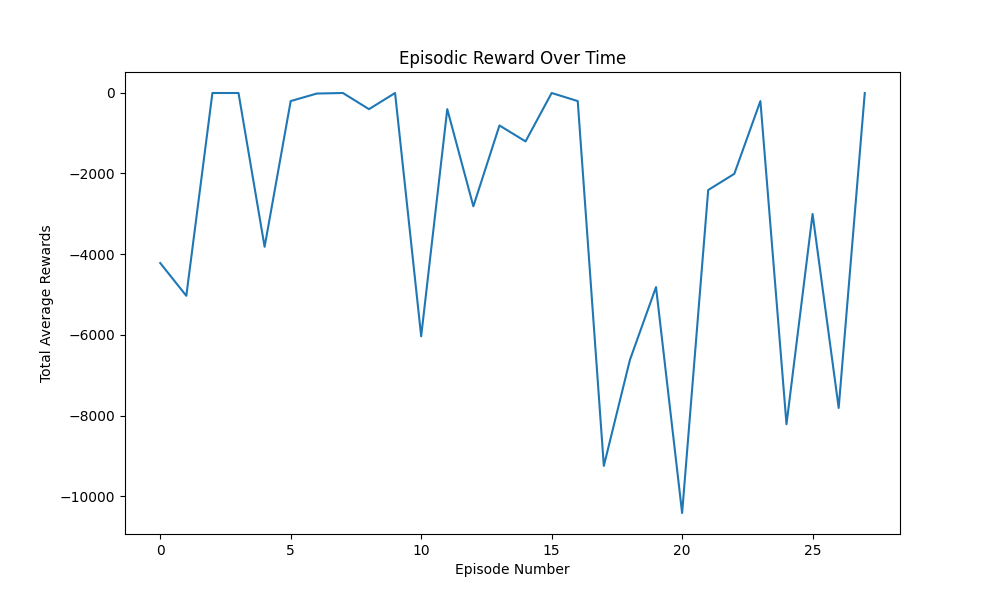 Episodic Reward Over Time
Total Average Rewards
0
−2000
−4000
−6000
−8000
−10000
0 5 10 15 20 25
Episode Number